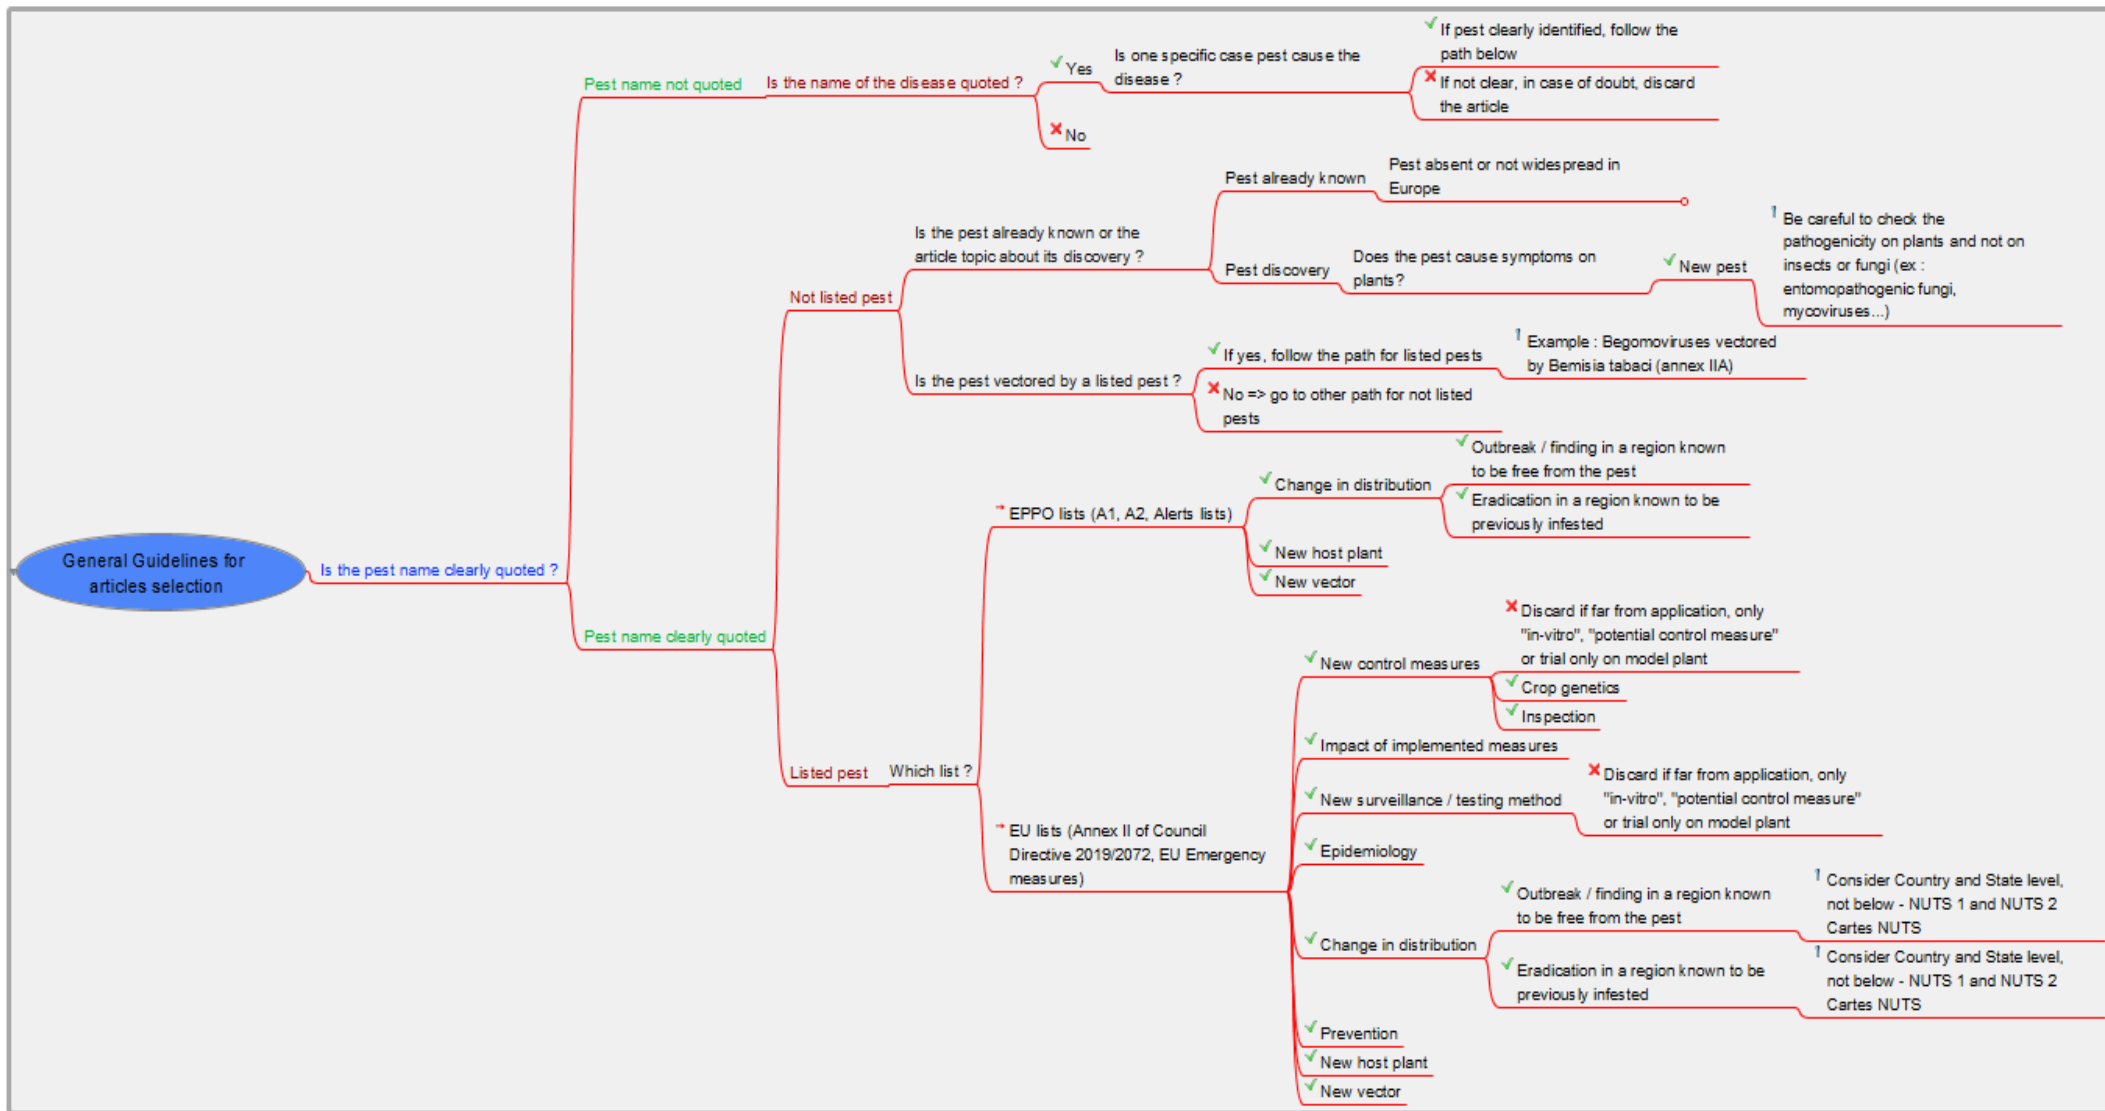 General Guidelines for
articles selection
Is the pest name clearly quoted ?
Pest name not quoted
Is the name of the disease quoted ?
Yes
Is one specific case pest cause the
disease ?
If pest clearly identified, follow the
path below
If not clear, in case of doubt, discard
the article
No
Pest name clearly quoted
Not listed pest
Is the pest already known or the
article topic about its discovery ?
Pest already known
Pest absent or not widespread in
Europe
Pest discovery
Does the pest cause symptoms on
plants?
New pest
Be careful to check the
pathogenicity on plants and not on
insects or fungi (ex :
entomopathogenic fungi,
mycoviruses...)
Is the pest vectored by a listed pest ?
If yes, follow the path for listed pests
Example : Begomoviruses vectored
by Bemisia tabaci (annex IIA)
No => go to other path for not listed
pests
Listed pest
Which list ?
EPPO lists (A1, A2, Alerts lists)
Change in distribution
Outbreak / finding in a region known
to be free from the pest
Eradication in a region known to be
previously infested
New host plant
New vector
EU lists (Annex II of Council
Directive 2019/2072, EU Emergency
measures)
New control measures
Discard if far from application, only
"in-vitro", "potential control measure"
or trial only on model plant
Crop genetics
Inspection
Impact of implemented measures
New surveillance / testing method
Discard if far from application, only
"in-vitro", "potential control measure"
or trial only on model plant
Epidemiology
Change in distribution
Outbreak / finding in a region known
to be free from the pest
Consider Country and State level,
not below - NUTS 1 and NUTS 2
Cartes NUTS
Eradication in a region known to be
previously infested
Consider Country and State level,
not below - NUTS 1 and NUTS 2
Cartes NUTS
Prevention
New host plant
New vector